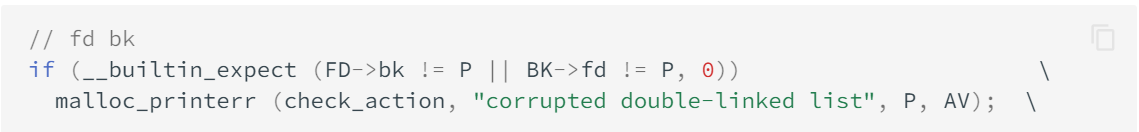 // fd bk
if (__builtin_expect (FD->bk != P || BK->fd != P, 0))                      \
  malloc_printerr (check_action, "corrupted double-linked list", P, AV);  \